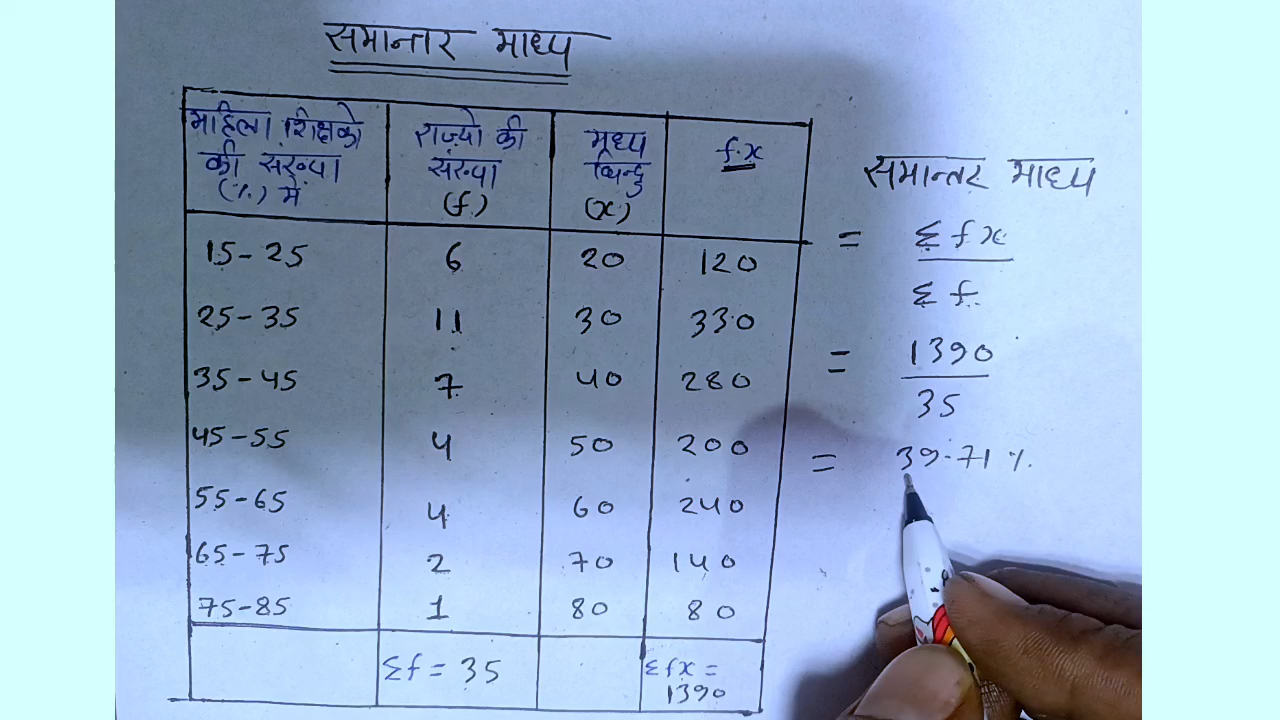 समान्तर माध्य
महिला शिक्षको की संख्या (%) में | राज्यो की संख्या (f) | मध्य बिन्दु (x) | f.x
15-25 | 6 | 20 | 120
25-35 | 11 | 30 | 330
35-45 | 7 | 40 | 280
45-55 | 4 | 50 | 200
55-65 | 4 | 60 | 240
65-75 | 2 | 70 | 140
75-85 | 1 | 80 | 80
Σf = 35 | Σfx = 1390
समान्तर माध्य
= Σfx
Σf
= 1390
35
= 39.71 %